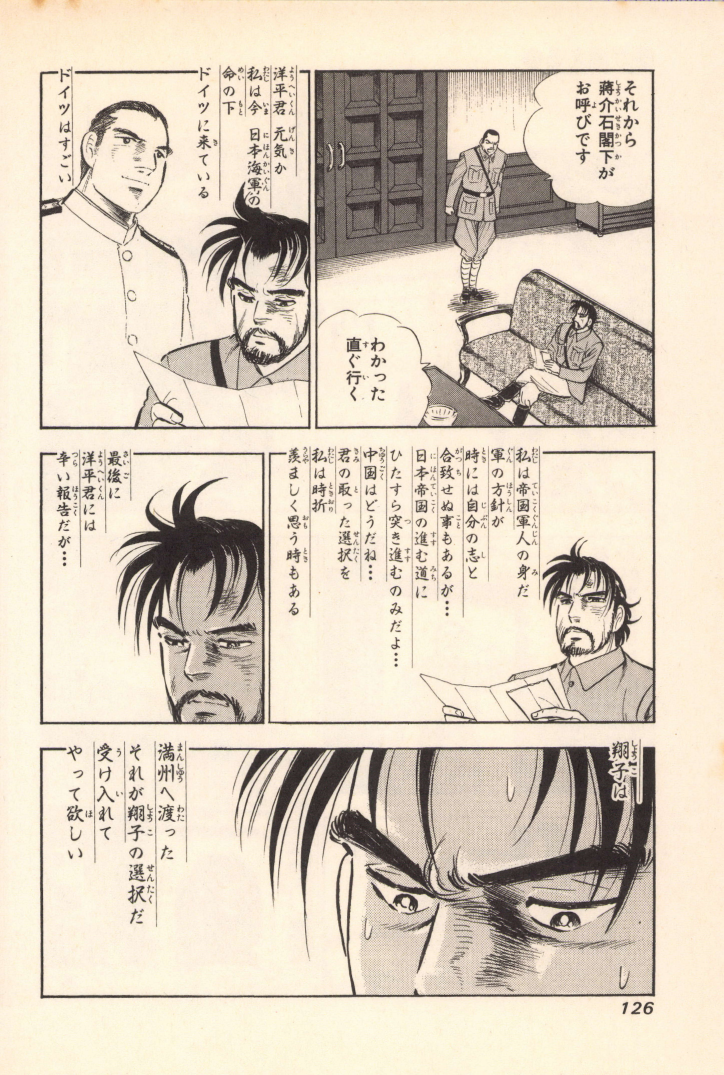 それから
蔣介石閣下が
お呼びです
わかった
直ぐ行く
洋平君 元気か
私は今 日本海軍の
命の下
ドイツに来ている
ドイツはすごい
私は帝国軍人の身だ
軍の方針が
時には自分の志と
合致せぬ事もあるが…
日本帝国の進む道に
ひたすら突き進むのみだよ…
中国はどうだね…
君の取った選択を
私は時折
羨ましく思う時もある
最後に
洋平君には
辛い報告だが…
翔子は
満州へ渡った
それが翔子の選択だ
受け入れて
やって欲しい
126